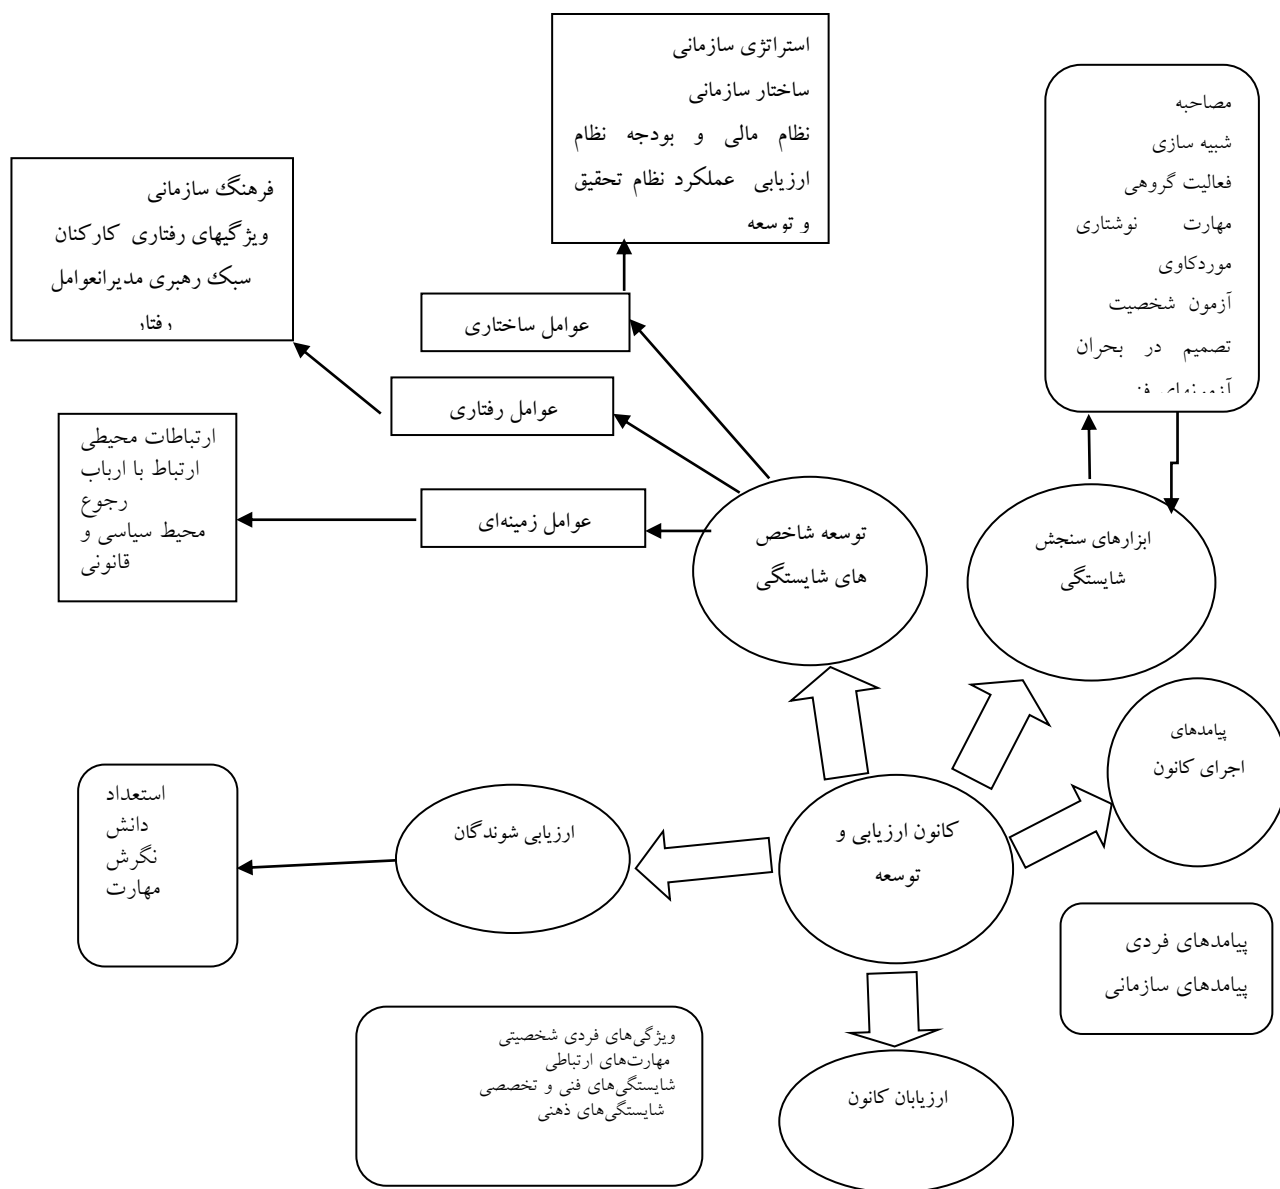 استراتژی سازمانی
ساختار سازمانی
نظام مالی و بودجه نظام
ارزیابی عملکرد نظام تحقیق
و توسعه
مصاحبه
شبیه سازی
فعالیت گروهی
مهارت نوشتاری
موردکاوی
آزمون شخصیت
تصمیم در بحران
فرهنگ سازمانی
ویژگیهای رفتاری کارکنان
سبک رهبری مدیرانعوامل
رفتار
عوامل ساختاری
عوامل رفتاری
عوامل زمینه‌ای
ارتباطات محیطی
ارتباط با ارباب
رجوع
محیط سیاسی و
قانونی
توسعه شاخص
های شایستگی
ابزارهای سنجش
شایستگی
پیامدهای
اجرای کانون
کانون ارزیابی و
توسعه
ارزیابی شوندگان
استعداد
دانش
نگرش
مهارت
پیامدهای فردی
پیامدهای سازمانی
ویژگی‌های فردی شخصیتی
مهارت‌های ارتباطی
شایستگی‌های فنی و تخصصی
شایستگی‌های ذهنی
ارزیابان کانون